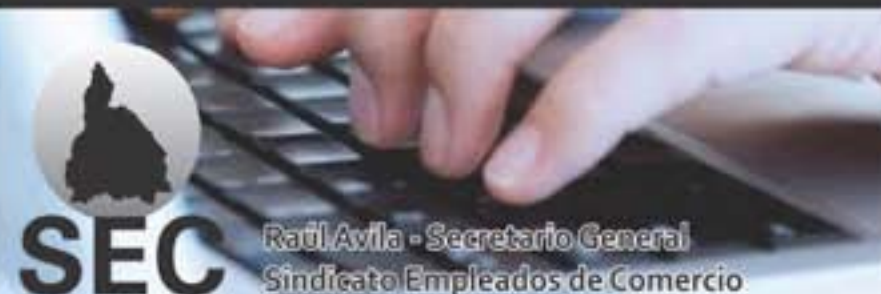 SEC
Raúl Avila - Secretario General
Sindicato Empleados de Comercio